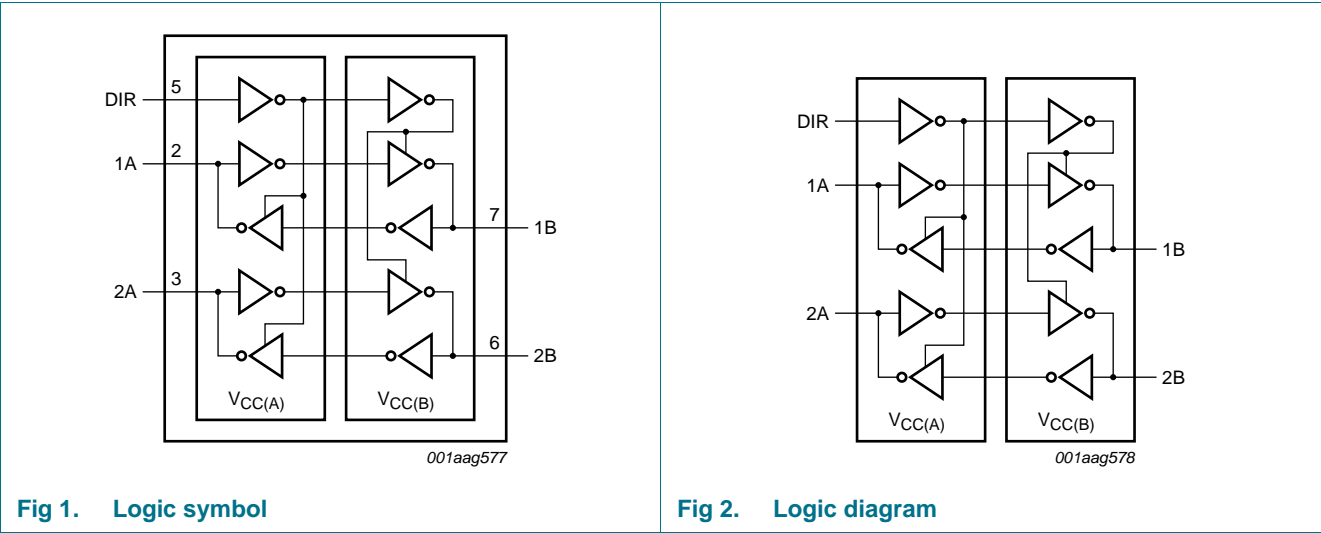 DIR 5
1A 2
7 1B
3
2A
6 2B
VCC(A) VCC(B)
001aag577
Fig 1. Logic symbol
DIR
1A
1B
2A
2B
VCC(A) VCC(B)
001aag578
Fig 2. Logic diagram